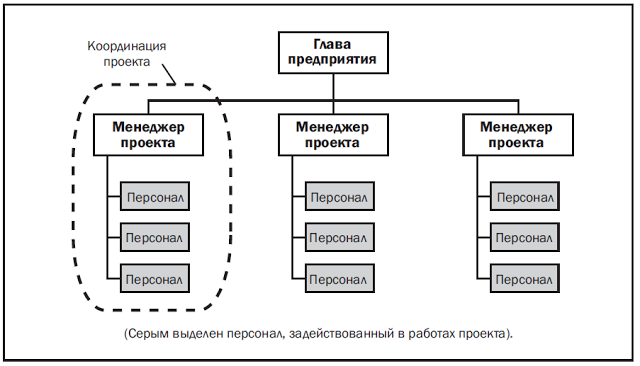 Координация
проекта
Глава
предприятия
Менеджер
проекта
Менеджер
проекта
Менеджер
проекта
Персонал
Персонал
Персонал
Персонал
Персонал
Персонал
Персонал
Персонал
Персонал
(Серым выделен персонал, задействованный в работах проекта).